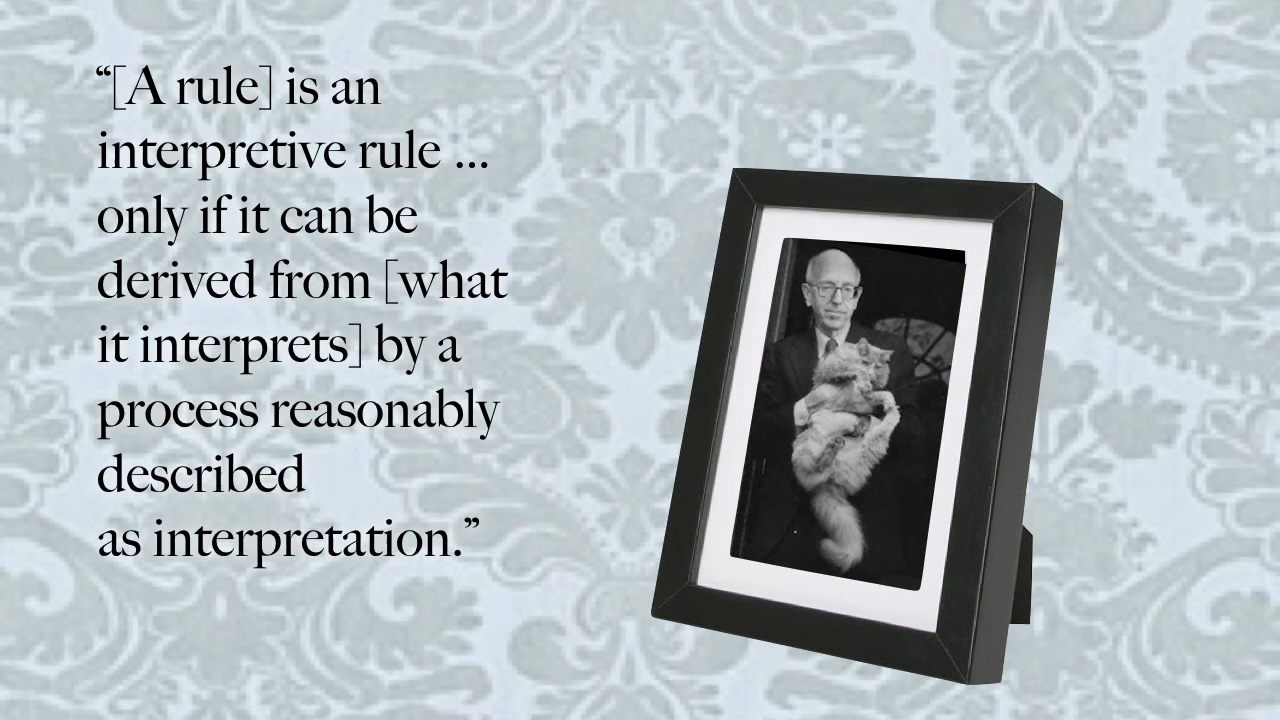 “[A rule] is an
interpretive rule ...
only if it can be
derived from [what
it interprets] by a
process reasonably
described
as interpretation.”